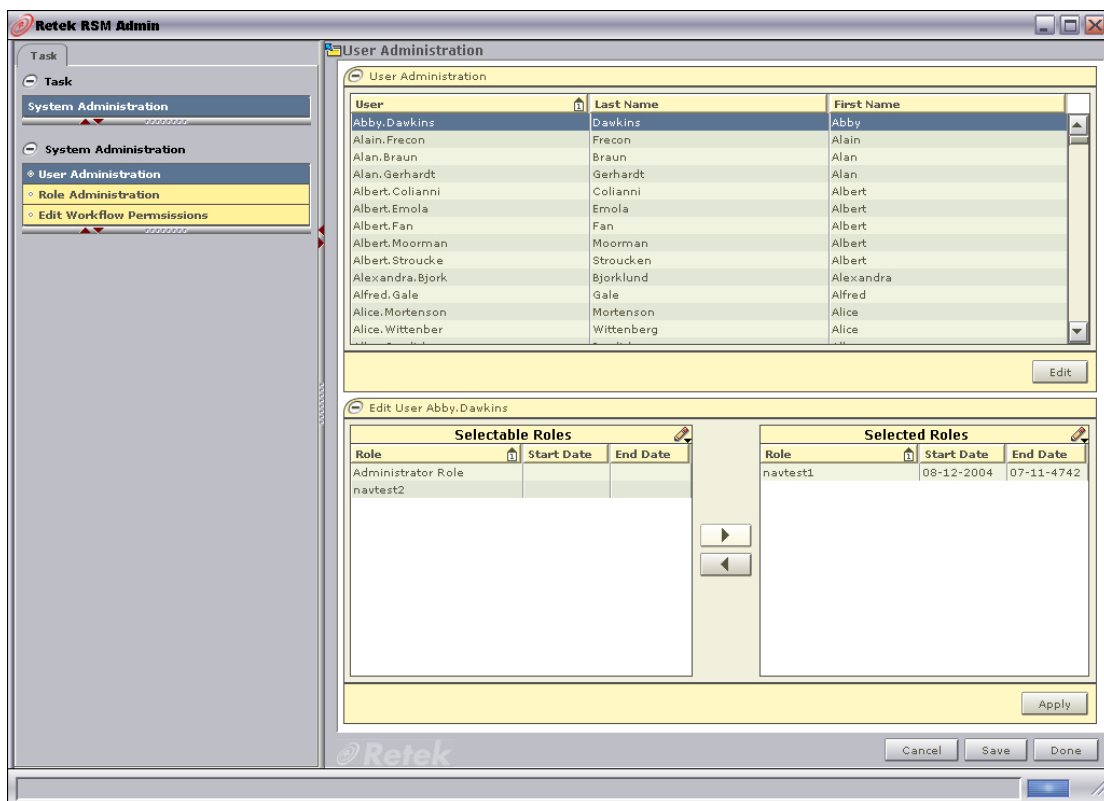 Retek RSM Admin
Task
Task
System Administration
System Administration
User Administration
Role Administration
Edit Workflow Permsissions
User Administration
User Administration
User 1 Last Name First Name
Abby.Dawkins Dawkins Abby
Alain.Frecon Frecon Alain
Alan.Braun Braun Alan
Alan.Gerhardt Gerhardt Alan
Albert.Colianni Colianni Albert
Albert.Emola Emola Albert
Albert.Fan Fan Albert
Albert.Moorman Moorman Albert
Albert.Stroucke Stroucken Albert
Alexandra.Bjork Bjorklund Alexandra
Alfred.Gale Gale Alfred
Alice.Mortenson Mortenson Alice
Alice.Wittenber Wittenberg Alice
Edit
Edit User Abby.Dawkins
Selectable Roles
Role 1 Start Date End Date
Administrator Role
navtest2
Selected Roles
Role 1 Start Date End Date
navtest1 08-12-2004 07-11-4742
Apply
Retek
Cancel Save Done